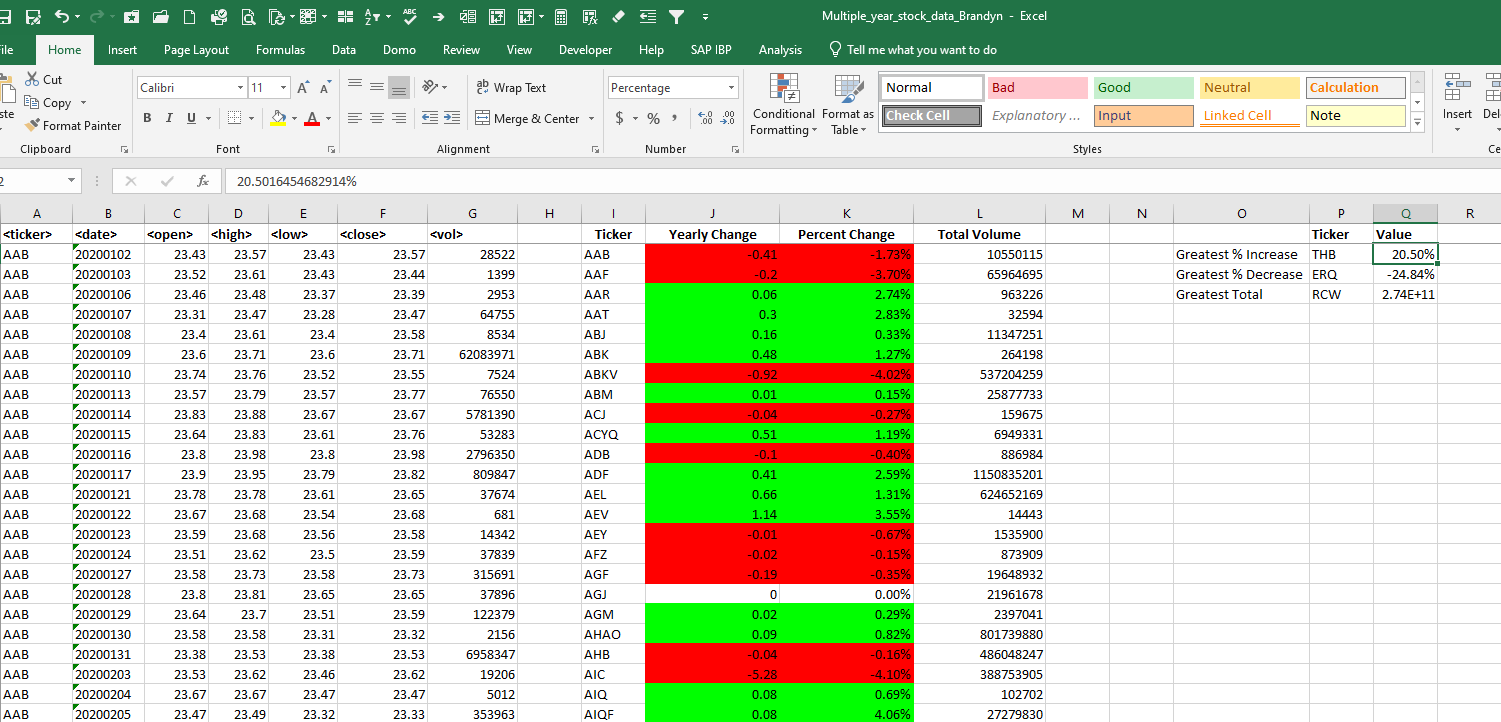 Multiple_year_stock_data_Brandyn - Excel
ile Home Insert Page Layout Formulas Data Domo Review View Developer Help SAP IBP Analysis Tell me what you want to do
Cut
Copy
ste
Format Painter
Clipboard
Calibri 11
B I U
Font
Wrap Text
Merge & Center
Alignment
Percentage
$ % ,
Number
Conditional Formatting
Format as Table
Normal Bad Good Neutral Calculation
Check Cell Explanatory ... Input Linked Cell Note
Styles
Insert Del
Ce
2 fx 20.5016454682914%
A B C D E F G H I J K L M N O P Q R
<ticker> <date> <open> <high> <low> <close> <vol> Ticker Yearly Change Percent Change Total Volume Ticker Value
AAB 20200102 23.43 23.57 23.43 23.57 28522 AAB -0.41 -1.73% 10550115 Greatest % Increase THB 20.50%
AAB 20200103 23.52 23.61 23.43 23.44 1399 AAF -0.2 -3.70% 65964695 Greatest % Decrease ERQ -24.84%
AAB 20200106 23.46 23.48 23.37 23.39 2953 AAR 0.06 2.74% 963226 Greatest Total RCW 2.74E+11
AAB 20200107 23.31 23.47 23.28 23.47 64755 AAT 0.3 2.83% 32594
AAB 20200108 23.4 23.61 23.4 23.58 8534 ABJ 0.16 0.33% 11347251
AAB 20200109 23.6 23.71 23.6 23.71 62083971 ABK 0.48 1.27% 264198
AAB 20200110 23.74 23.76 23.52 23.55 7524 ABKV -0.92 -4.02% 537204259
AAB 20200113 23.57 23.79 23.57 23.77 76550 ABM 0.01 0.15% 25877733
AAB 20200114 23.83 23.88 23.67 23.67 5781390 ACJ -0.04 -0.27% 159675
AAB 20200115 23.64 23.83 23.61 23.76 53283 ACYQ 0.51 1.19% 6949331
AAB 20200116 23.8 23.98 23.8 23.98 2796350 ADB -0.1 -0.40% 886984
AAB 20200117 23.9 23.95 23.79 23.82 809847 ADF 0.41 2.59% 1150835201
AAB 20200121 23.78 23.78 23.61 23.65 37674 AEL 0.66 1.31% 624652169
AAB 20200122 23.67 23.68 23.54 23.68 681 AEV 1.14 3.55% 14443
AAB 20200123 23.59 23.68 23.56 23.58 14342 AEY -0.01 -0.67% 1535900
AAB 20200124 23.51 23.62 23.5 23.59 37839 AFZ -0.02 -0.15% 873909
AAB 20200127 23.58 23.73 23.58 23.73 315691 AGF -0.19 -0.35% 19648932
AAB 20200128 23.8 23.81 23.65 23.65 37896 AGJ 0 0.00% 21961678
AAB 20200129 23.64 23.7 23.51 23.59 122379 AGM 0.02 0.29% 2397041
AAB 20200130 23.58 23.58 23.31 23.32 2156 AHAO 0.09 0.82% 801739880
AAB 20200131 23.38 23.53 23.38 23.53 6958347 AHB -0.04 -0.16% 486048247
AAB 20200203 23.53 23.62 23.46 23.62 19206 AIC -5.28 -4.10% 388753905
AAB 20200204 23.67 23.67 23.47 23.47 5012 AIQ 0.08 0.69% 102702
AAB 20200205 23.47 23.49 23.32 23.33 353963 AIQF 0.08 4.06% 27279830